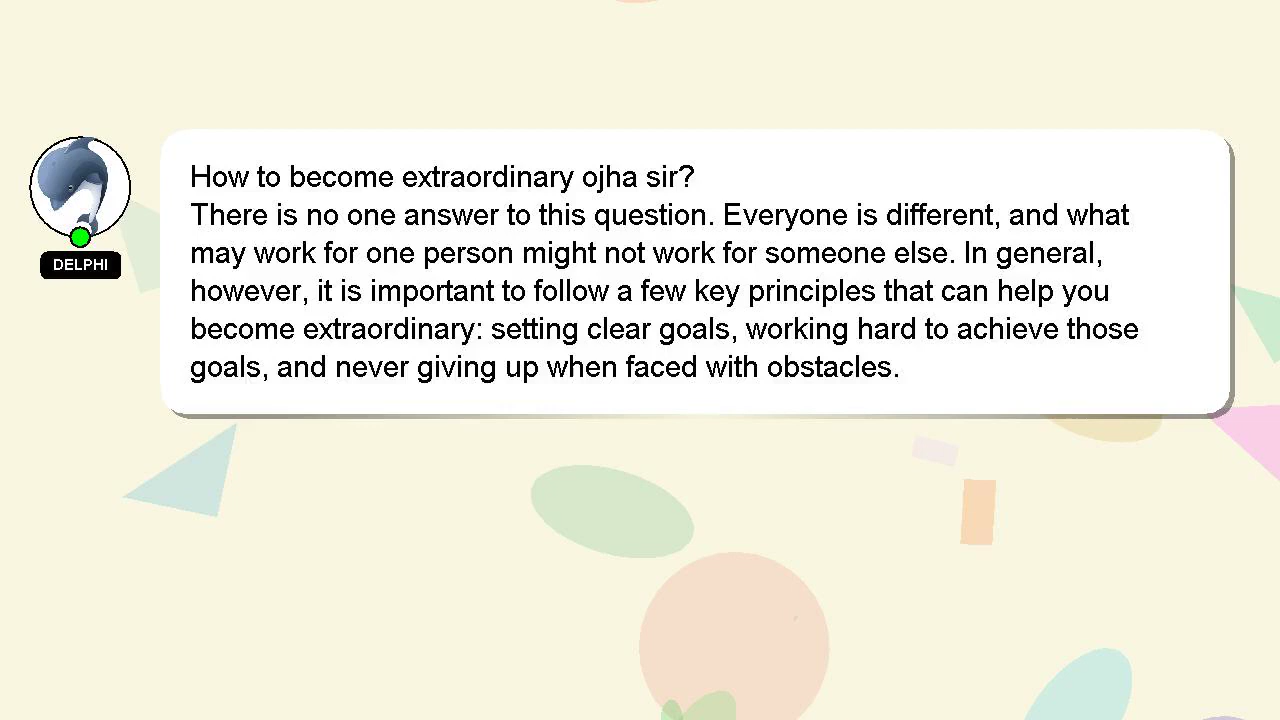 How to become extraordinary ojha sir?
There is no one answer to this question. Everyone is different, and what
may work for one person might not work for someone else. In general,
however, it is important to follow a few key principles that can help you
become extraordinary: setting clear goals, working hard to achieve those
goals, and never giving up when faced with obstacles.
DELPHI